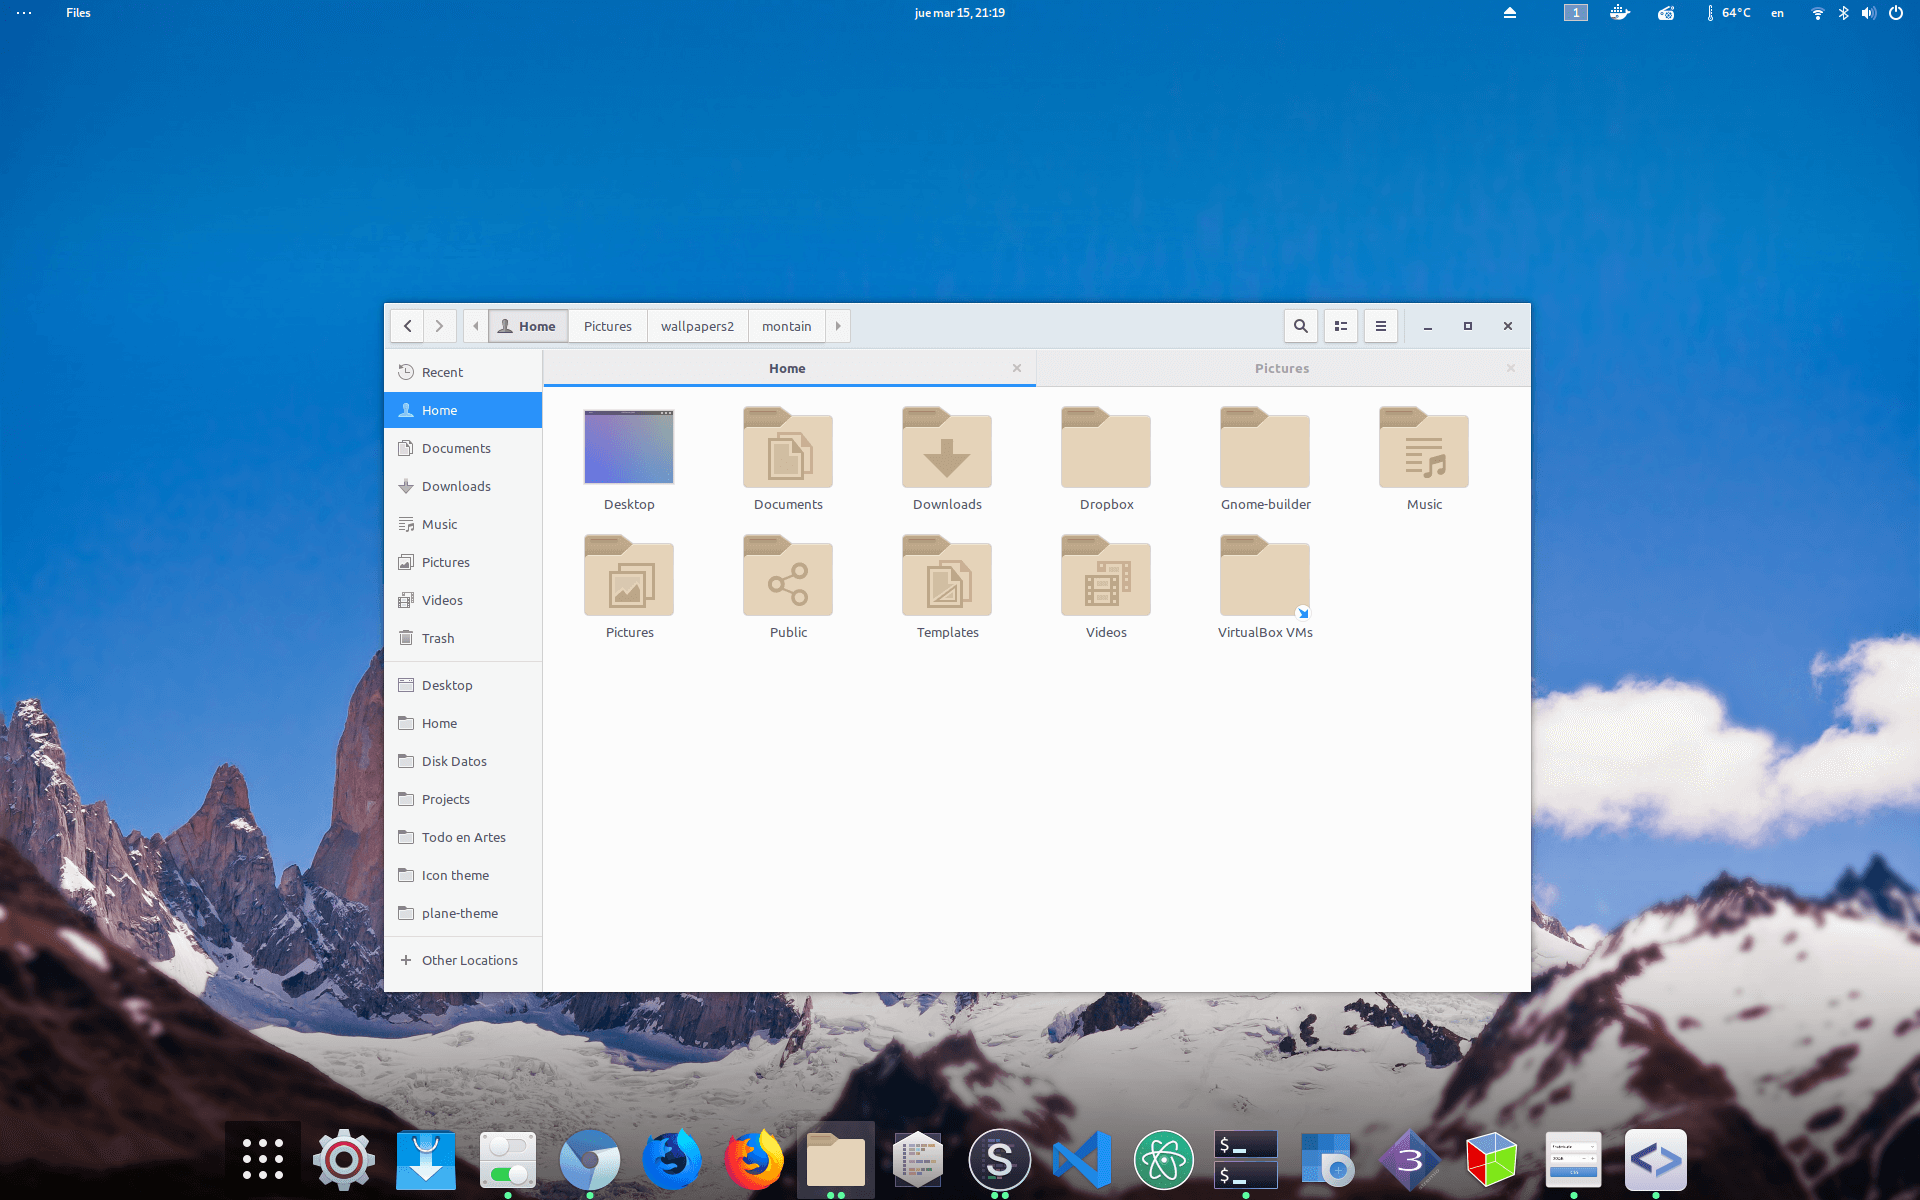 Files
jue mar 15, 21:19
1
64°C
en
Home
Pictures
wallpapers2
montain
Recent
Home
Documents
Downloads
Music
Pictures
Videos
Trash
Desktop
Home
Disk Datos
Projects
Todo en Artes
Icon theme
plane-theme
Other Locations
Home
Pictures
Desktop
Documents
Downloads
Dropbox
Gnome-builder
Music
Pictures
Public
Templates
Videos
VirtualBox VMs
S
$
$
3